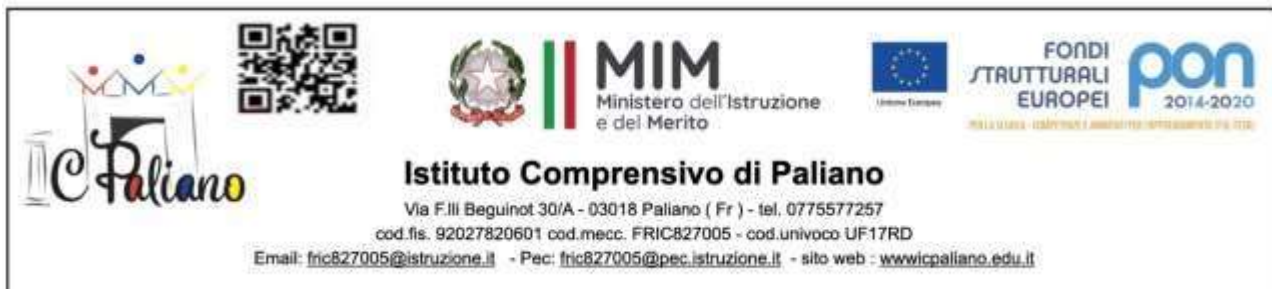 IC Paliano
MIM
Ministero dell'Istruzione
e del Merito
Unione Europea
FONDI
STRUTTURALI
EUROPEI
pon
2014-2020
Istituto Comprensivo di Paliano
Via F.lli Beguinot 30/A - 03018 Paliano ( Fr ) - tel. 0775577257
cod.fis. 92027820601 cod.mecc. FRIC827005 - cod.univoco UF17RD
Email: fric827005@istruzione.it - Pec: fric827005@pec.istruzione.it - sito web : wwwicpaliano.edu.it